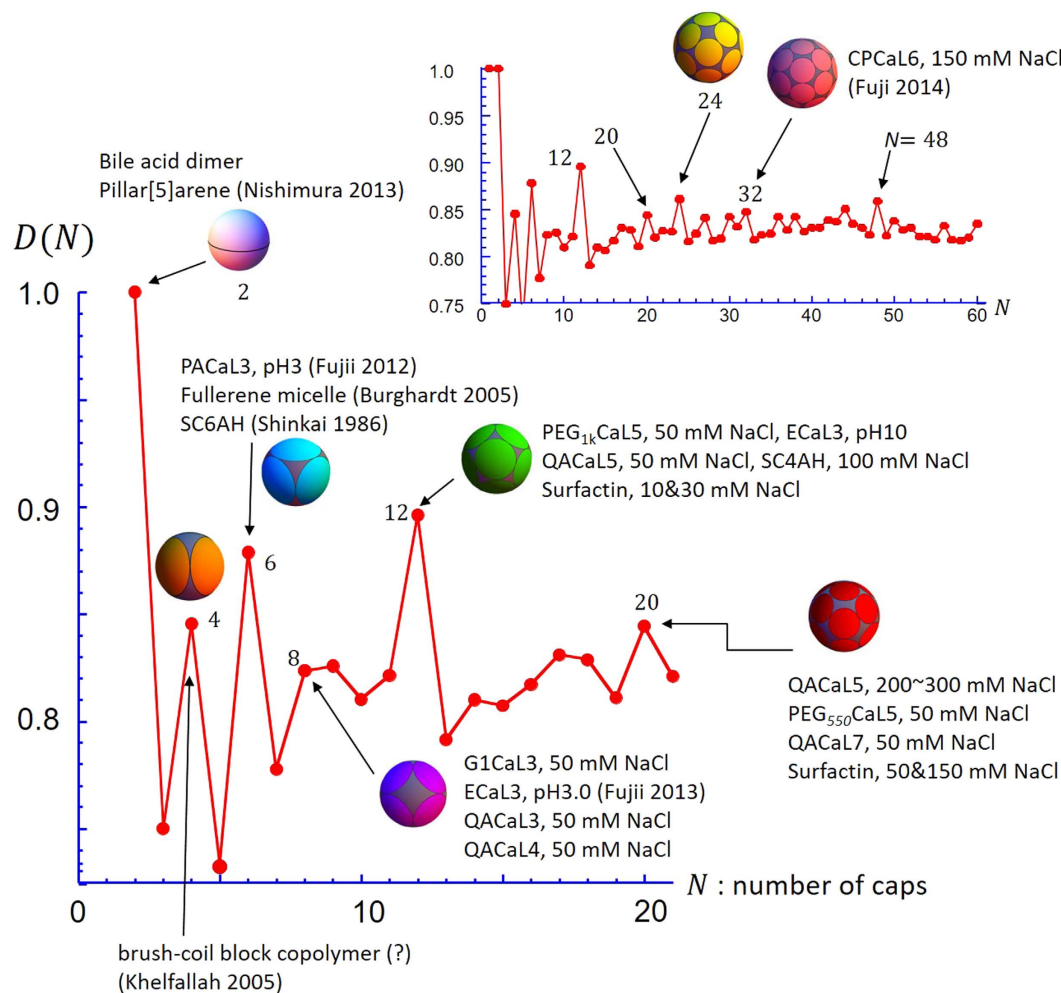 CPCaL6, 150 mM NaCl
(Fuji 2014)
1.0
0.95
0.90
0.85
0.80
0.75
12
20
24
32
N= 48
0
10
20
30
40
50
60
N
Bile acid dimer
Pillar[5]arene (Nishimura 2013)
D(N)
2
1.0
0.9
0.8
PACaL3, pH3 (Fujii 2012)
Fullerene micelle (Burghardt 2005)
SC6AH (Shinkai 1986)
PEG1kCaL5, 50 mM NaCl, ECaL3, pH10
QACaL5, 50 mM NaCl, SC4AH, 100 mM NaCl
Surfactin, 10&30 mM NaCl
12
6
4
8
20
QACaL5, 200~300 mM NaCl
PEG550CaL5, 50 mM NaCl
QACaL7, 50 mM NaCl
Surfactin, 50&150 mM NaCl
G1CaL3, 50 mM NaCl
ECaL3, pH3.0 (Fujii 2013)
QACaL3, 50 mM NaCl
QACaL4, 50 mM NaCl
0
10
20
N : number of caps
brush-coil block copolymer (?)
(Khelfallah 2005)